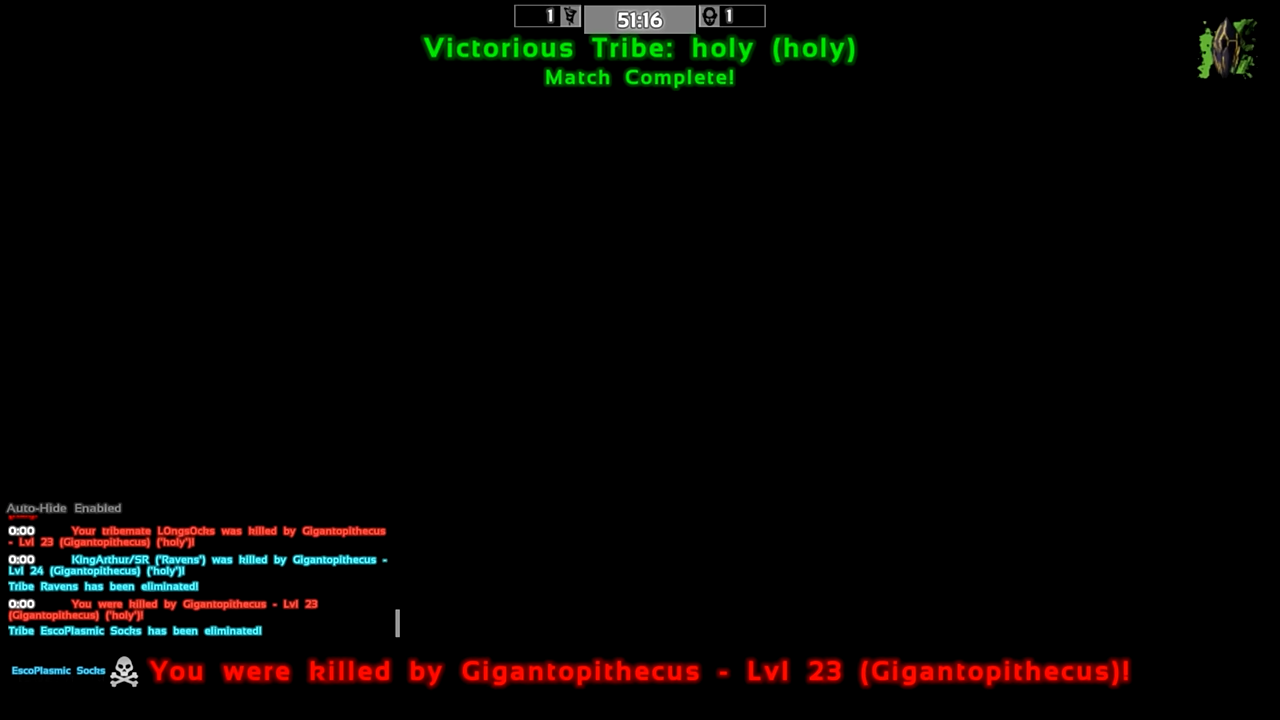 1 51:16 1
Victorious Tribe: holy (holy)
Match Complete!
Auto-Hide Enabled
0:00 Your tribemate L0ngs0cks was killed by Gigantopithecus
- Lvl 23 (Gigantopithecus) ('holy')!
0:00 KingArthur/SR ('Ravens') was killed by Gigantopithecus -
Lvl 24 (Gigantopithecus) ('holy')!
Tribe Ravens has been eliminated!
0:00 You were killed by Gigantopithecus - Lvl 23
(Gigantopithecus) ('holy')!
Tribe EscoPlasmic Socks has been eliminated!
EscoPlasmic Socks You were killed by Gigantopithecus - Lvl 23 (Gigantopithecus)!